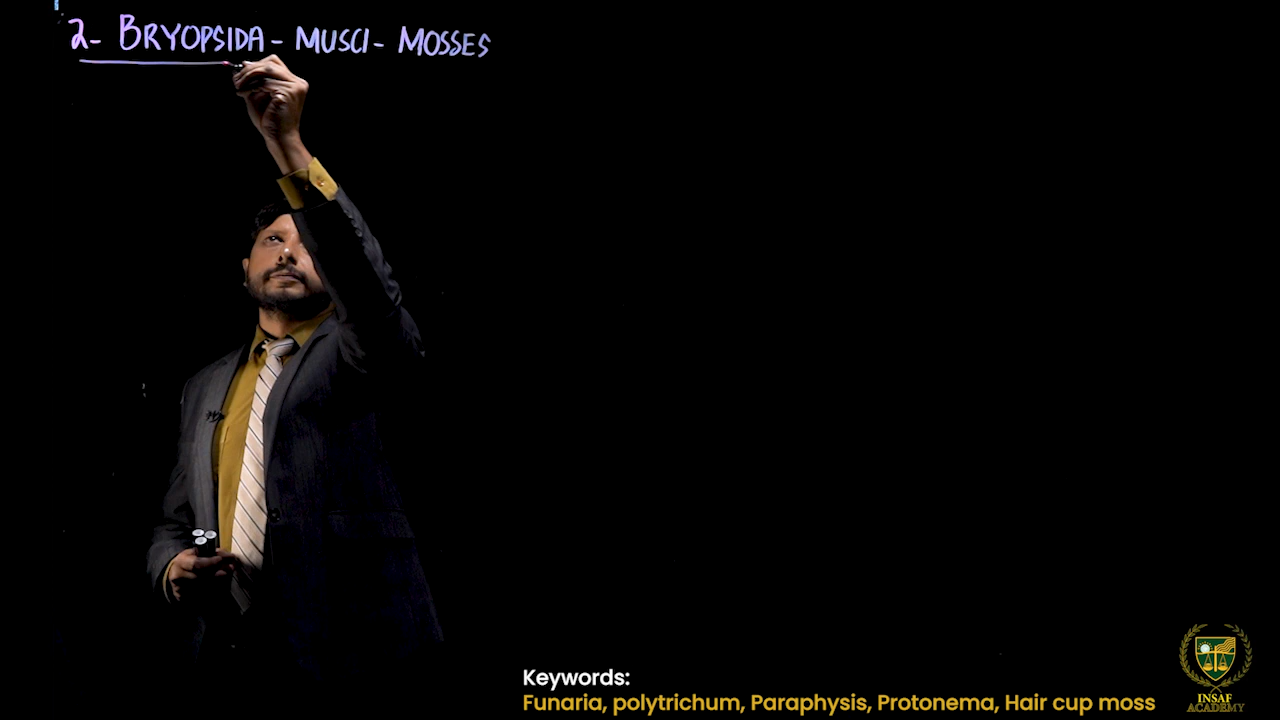 2- BRYOPSIDA - MUSCI - MOSSES
Keywords:
Funaria, polytrichum, Paraphysis, Protonema, Hair cup moss
INSAF
ACADEMY